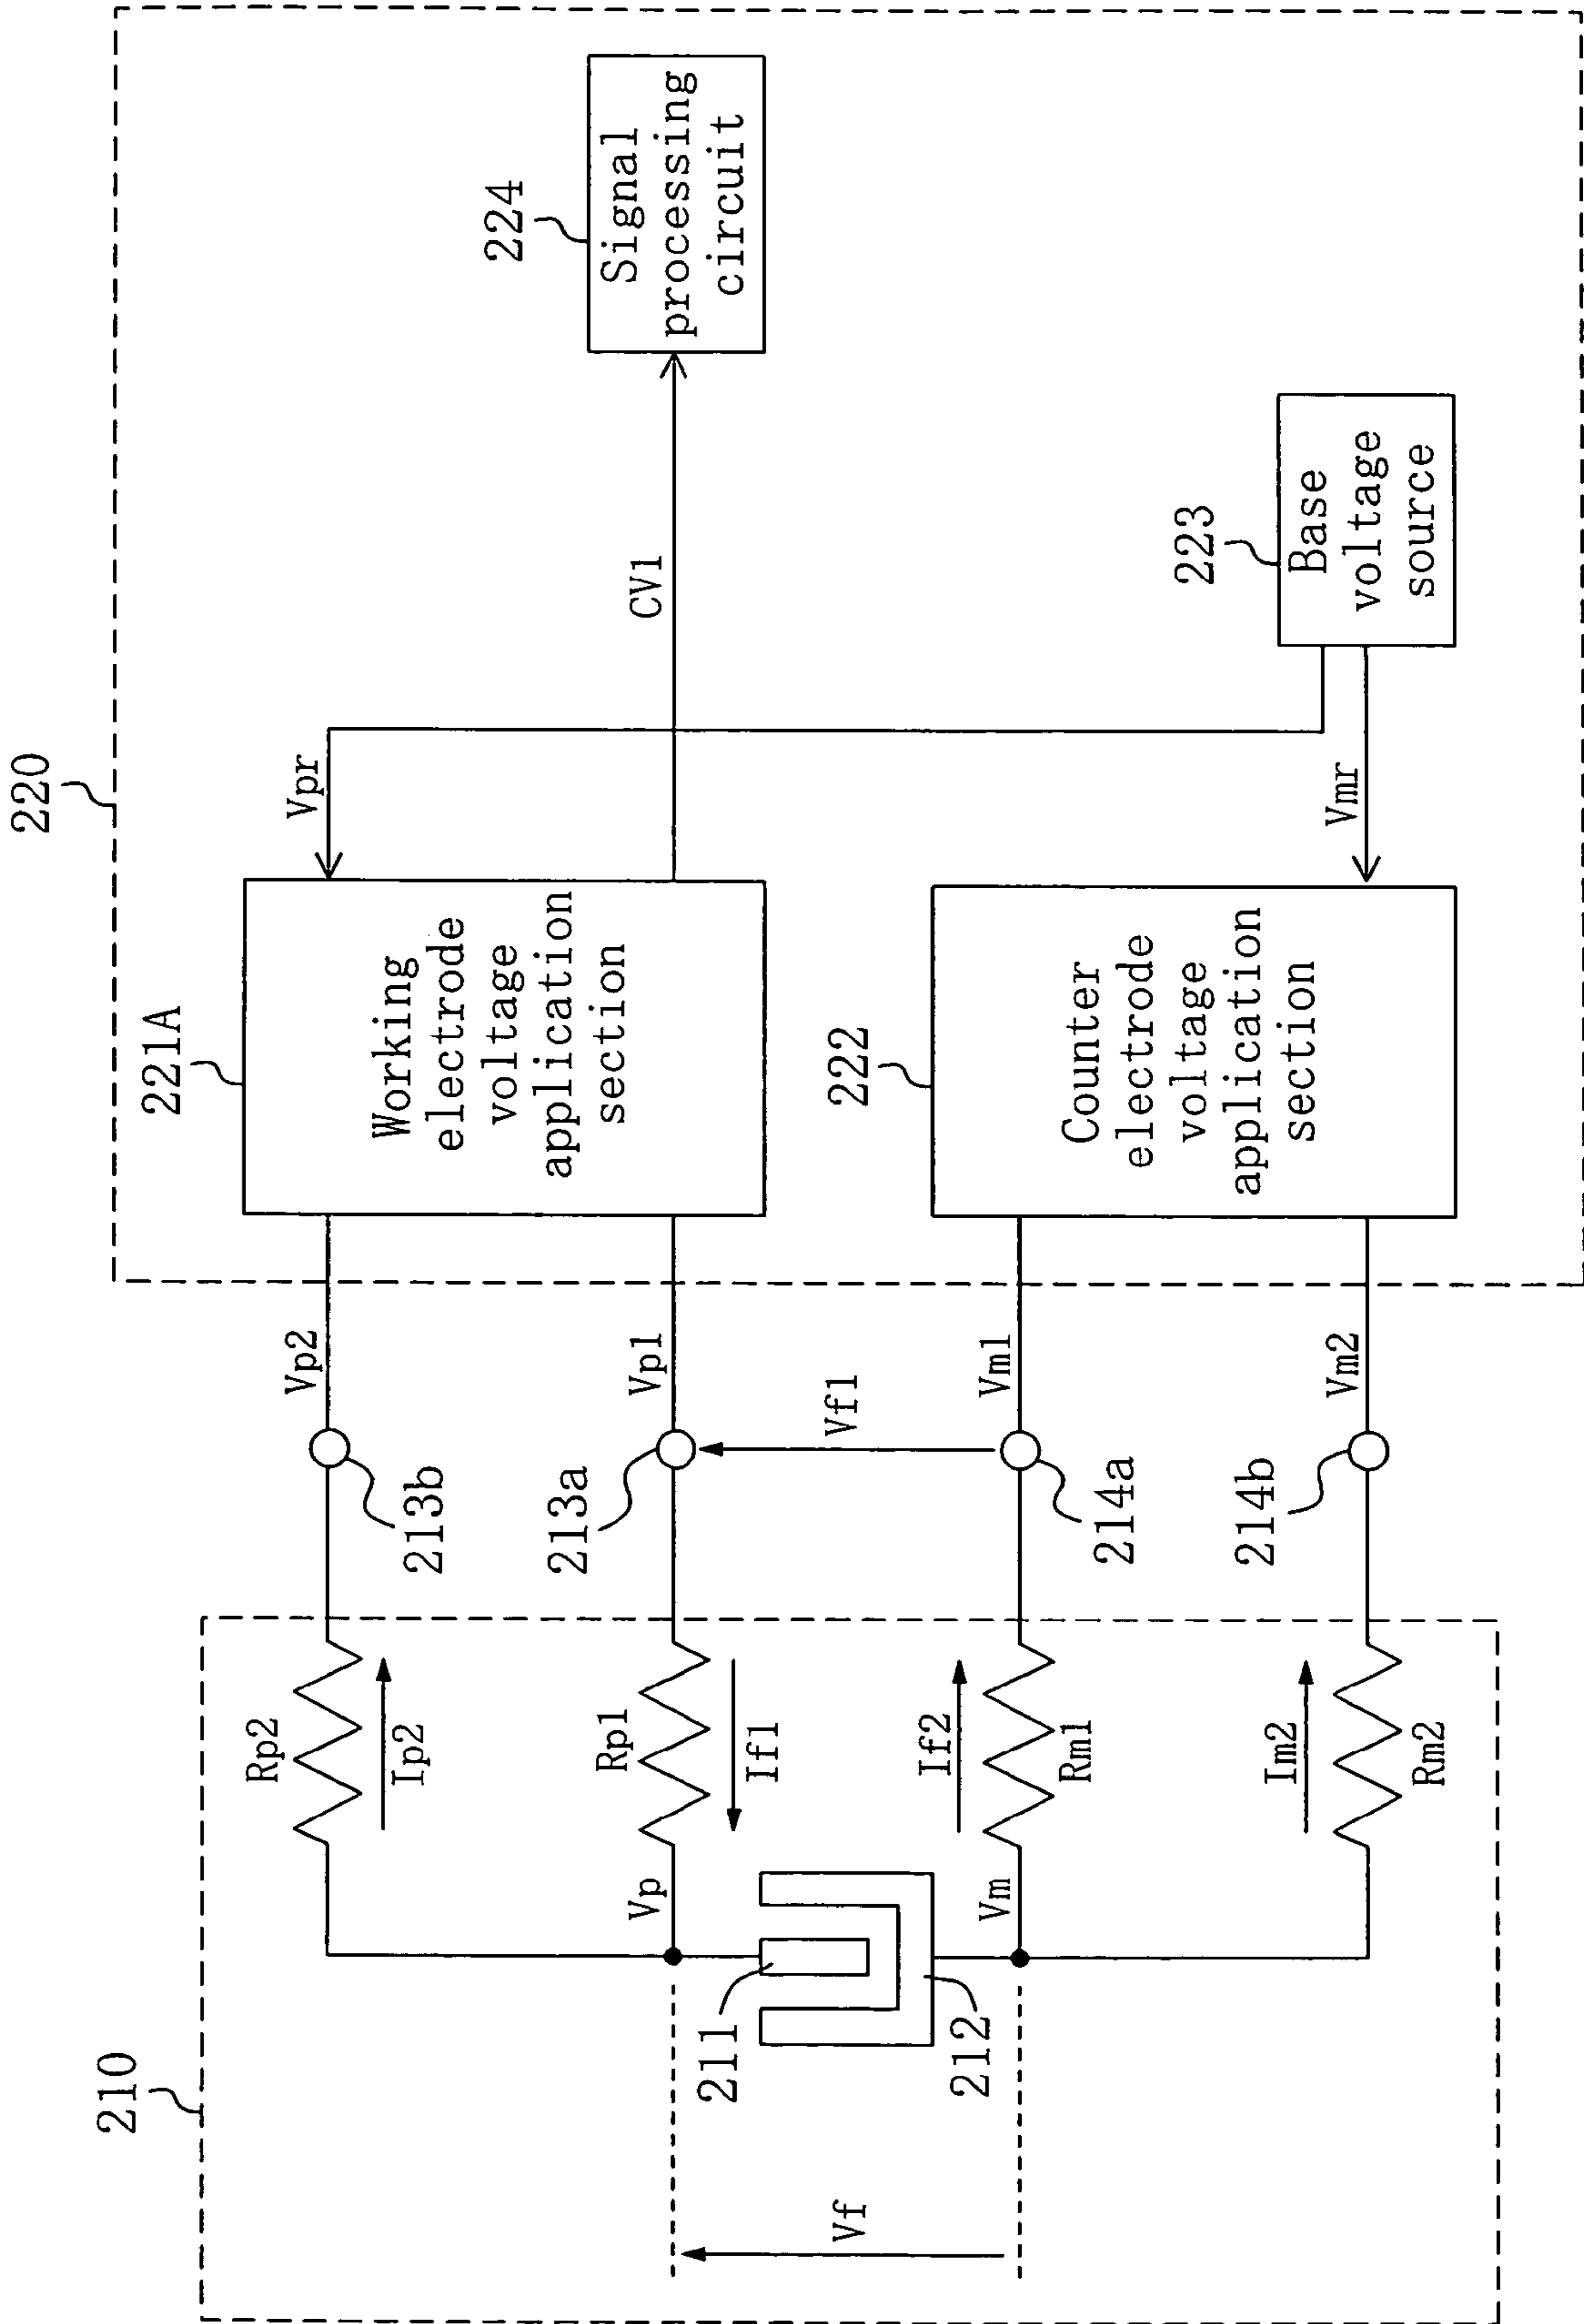 220
224
Signal
processing
circuit
CV1
Vpr
223
Base
voltage
source
Vmr
221A
Working
electrode
voltage
application
section
222
Counter
electrode
voltage
application
section
Vp2
Vp1
Vf1
Vm1
Vm2
213b
213a
214a
214b
210
Rp2
Ip2
Rp1
If1
If2
Rm1
Im2
Rm2
Vp
Vm
211
212
Vf